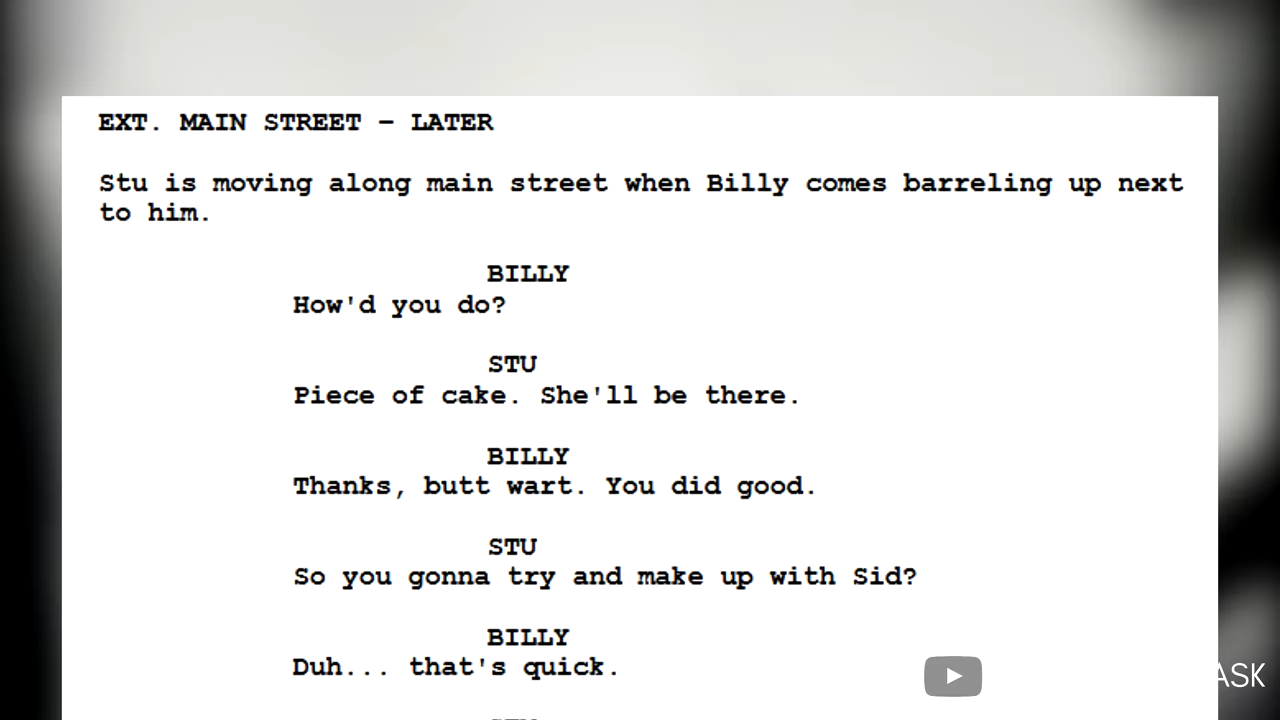 EXT. MAIN STREET – LATER
Stu is moving along main street when Billy comes barreling up next
to him.
BILLY
How'd you do?
STU
Piece of cake. She'll be there.
BILLY
Thanks, butt wart. You did good.
STU
So you gonna try and make up with Sid?
BILLY
Duh... that's quick.
ASK